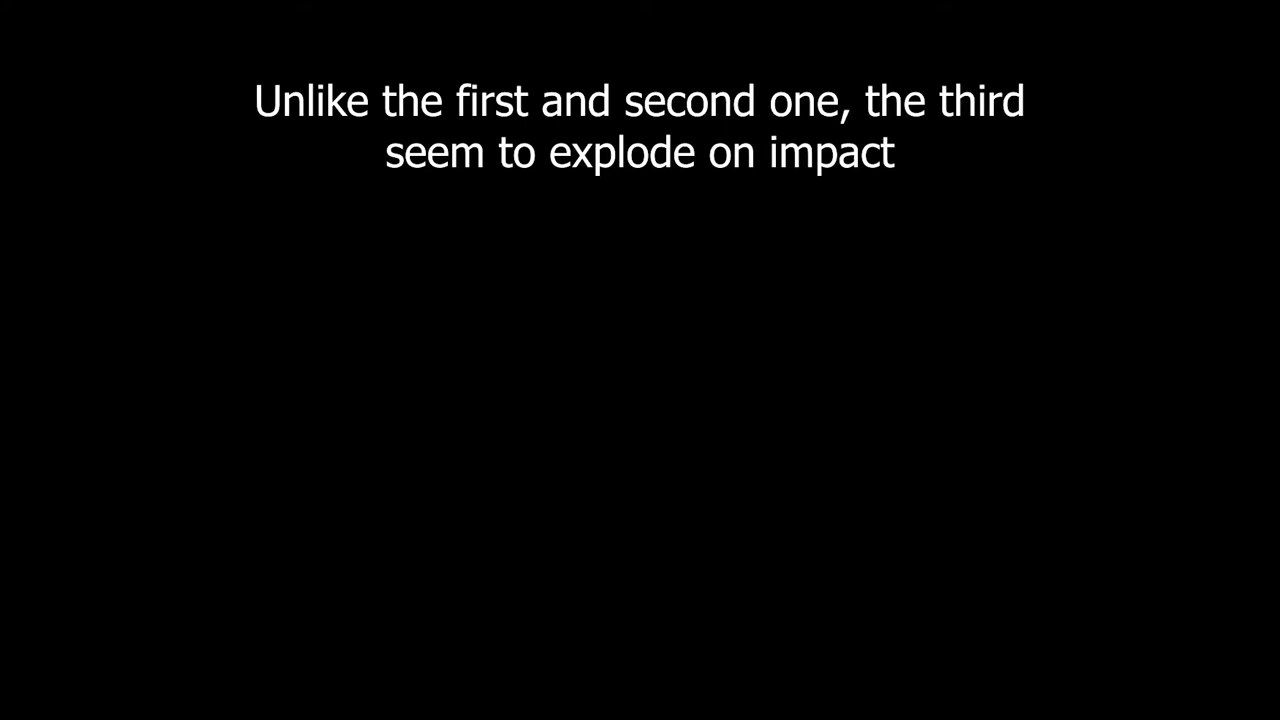 Unlike the first and second one, the third
seem to explode on impact